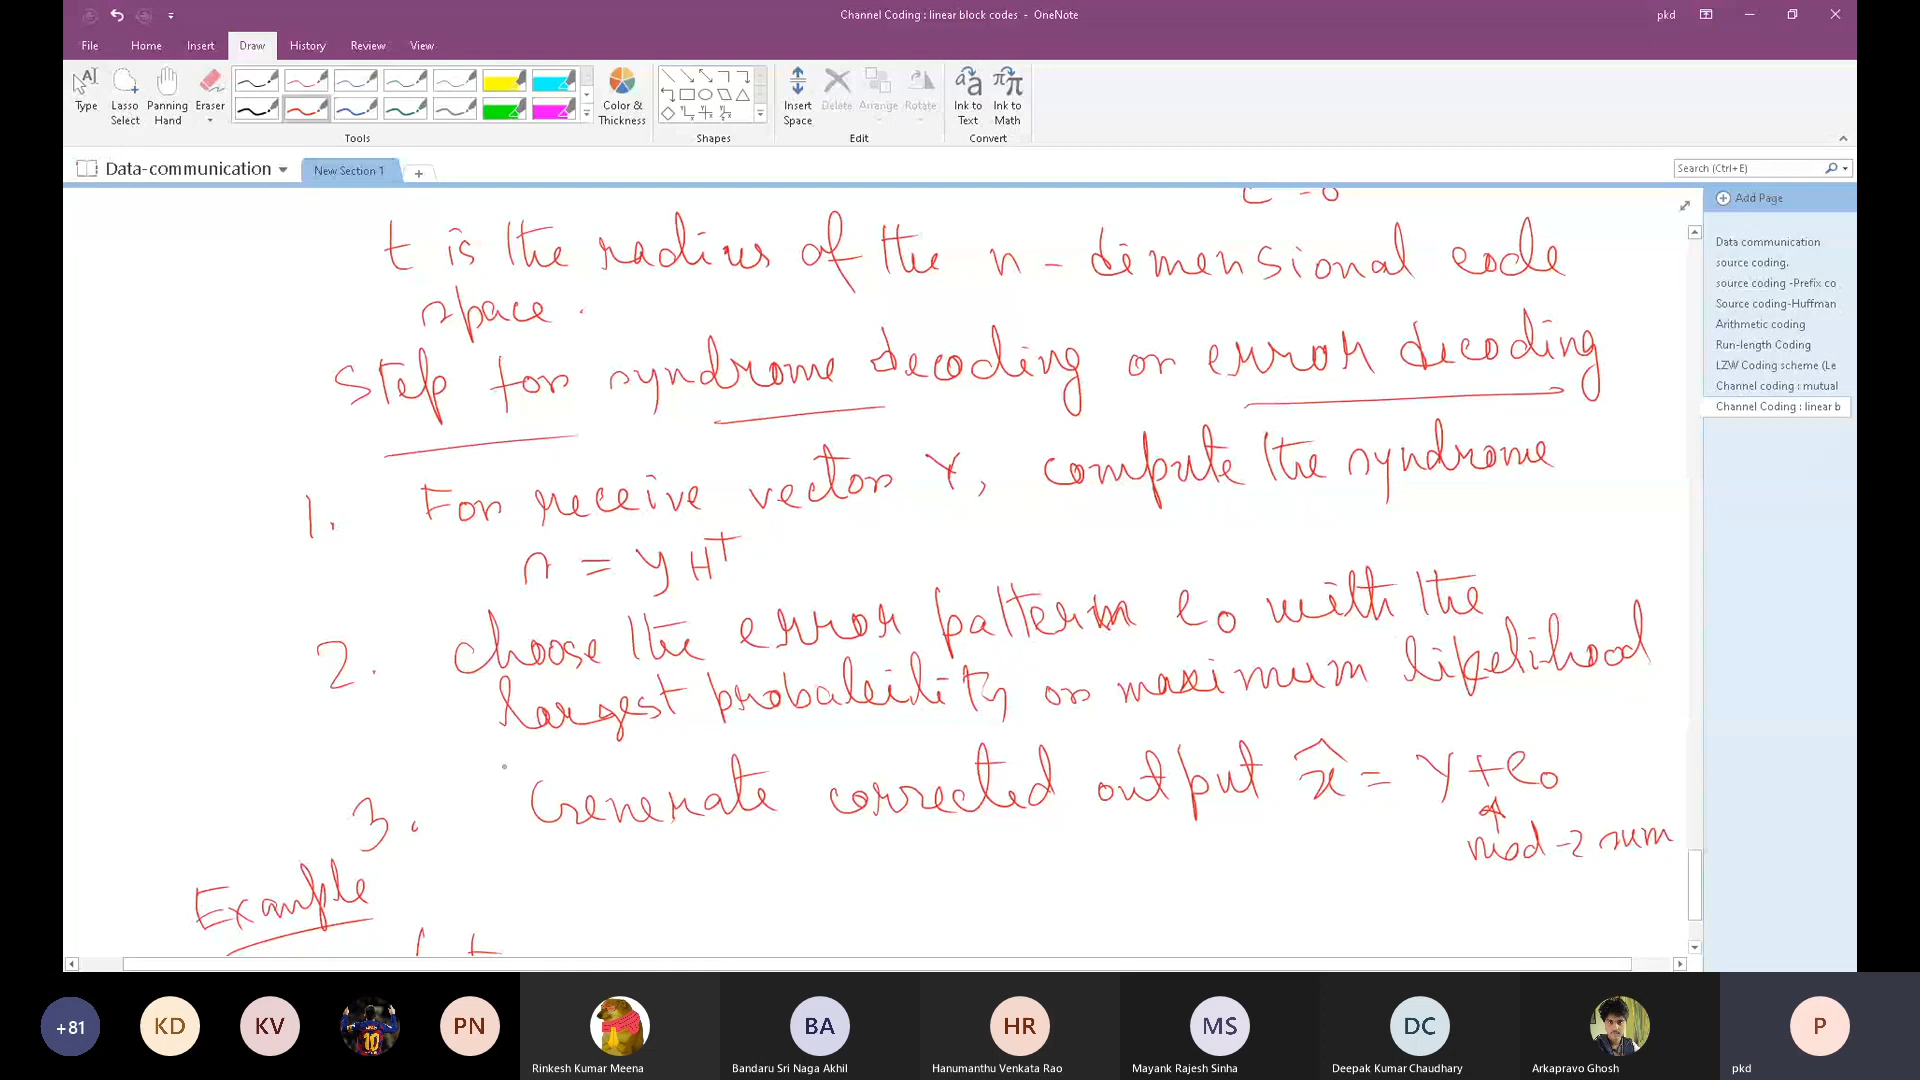 Channel Coding : linear block codes - OneNote
pkd
File Home Insert Draw History Review View
Type
Lasso Select
Panning Hand
Eraser
Color & Thickness
Insert Space
Delete
Arrange
Rotate
Ink to Text
Ink to Math
Tools
Shapes
Edit
Convert
Data-communication
New Section 1
Search (Ctrl+E)
Add Page
Data communication
source coding.
source coding -Prefix co
Source coding-Huffman
Arithmetic coding
Run-length Coding
LZW Coding scheme (Le
Channel coding : mutual
Channel Coding : linear b
t is the radius of the n-dimensional code
space.
Step for syndrome decoding or error decoding
1. For receive vector Y, compute the syndrome
s = yH^T
2. choose the error pattern e0 with the
largest probability or maximum likelihood
3. Generate corrected output x̂ = Y + e0
mod-2 sum
Example
+81
KD
KV
10
PN
BA
HR
MS
DC
P
Rinkesh Kumar Meena
Bandaru Sri Naga Akhil
Hanumanthu Venkata Rao
Mayank Rajesh Sinha
Deepak Kumar Chaudhary
Arkapravo Ghosh
pkd